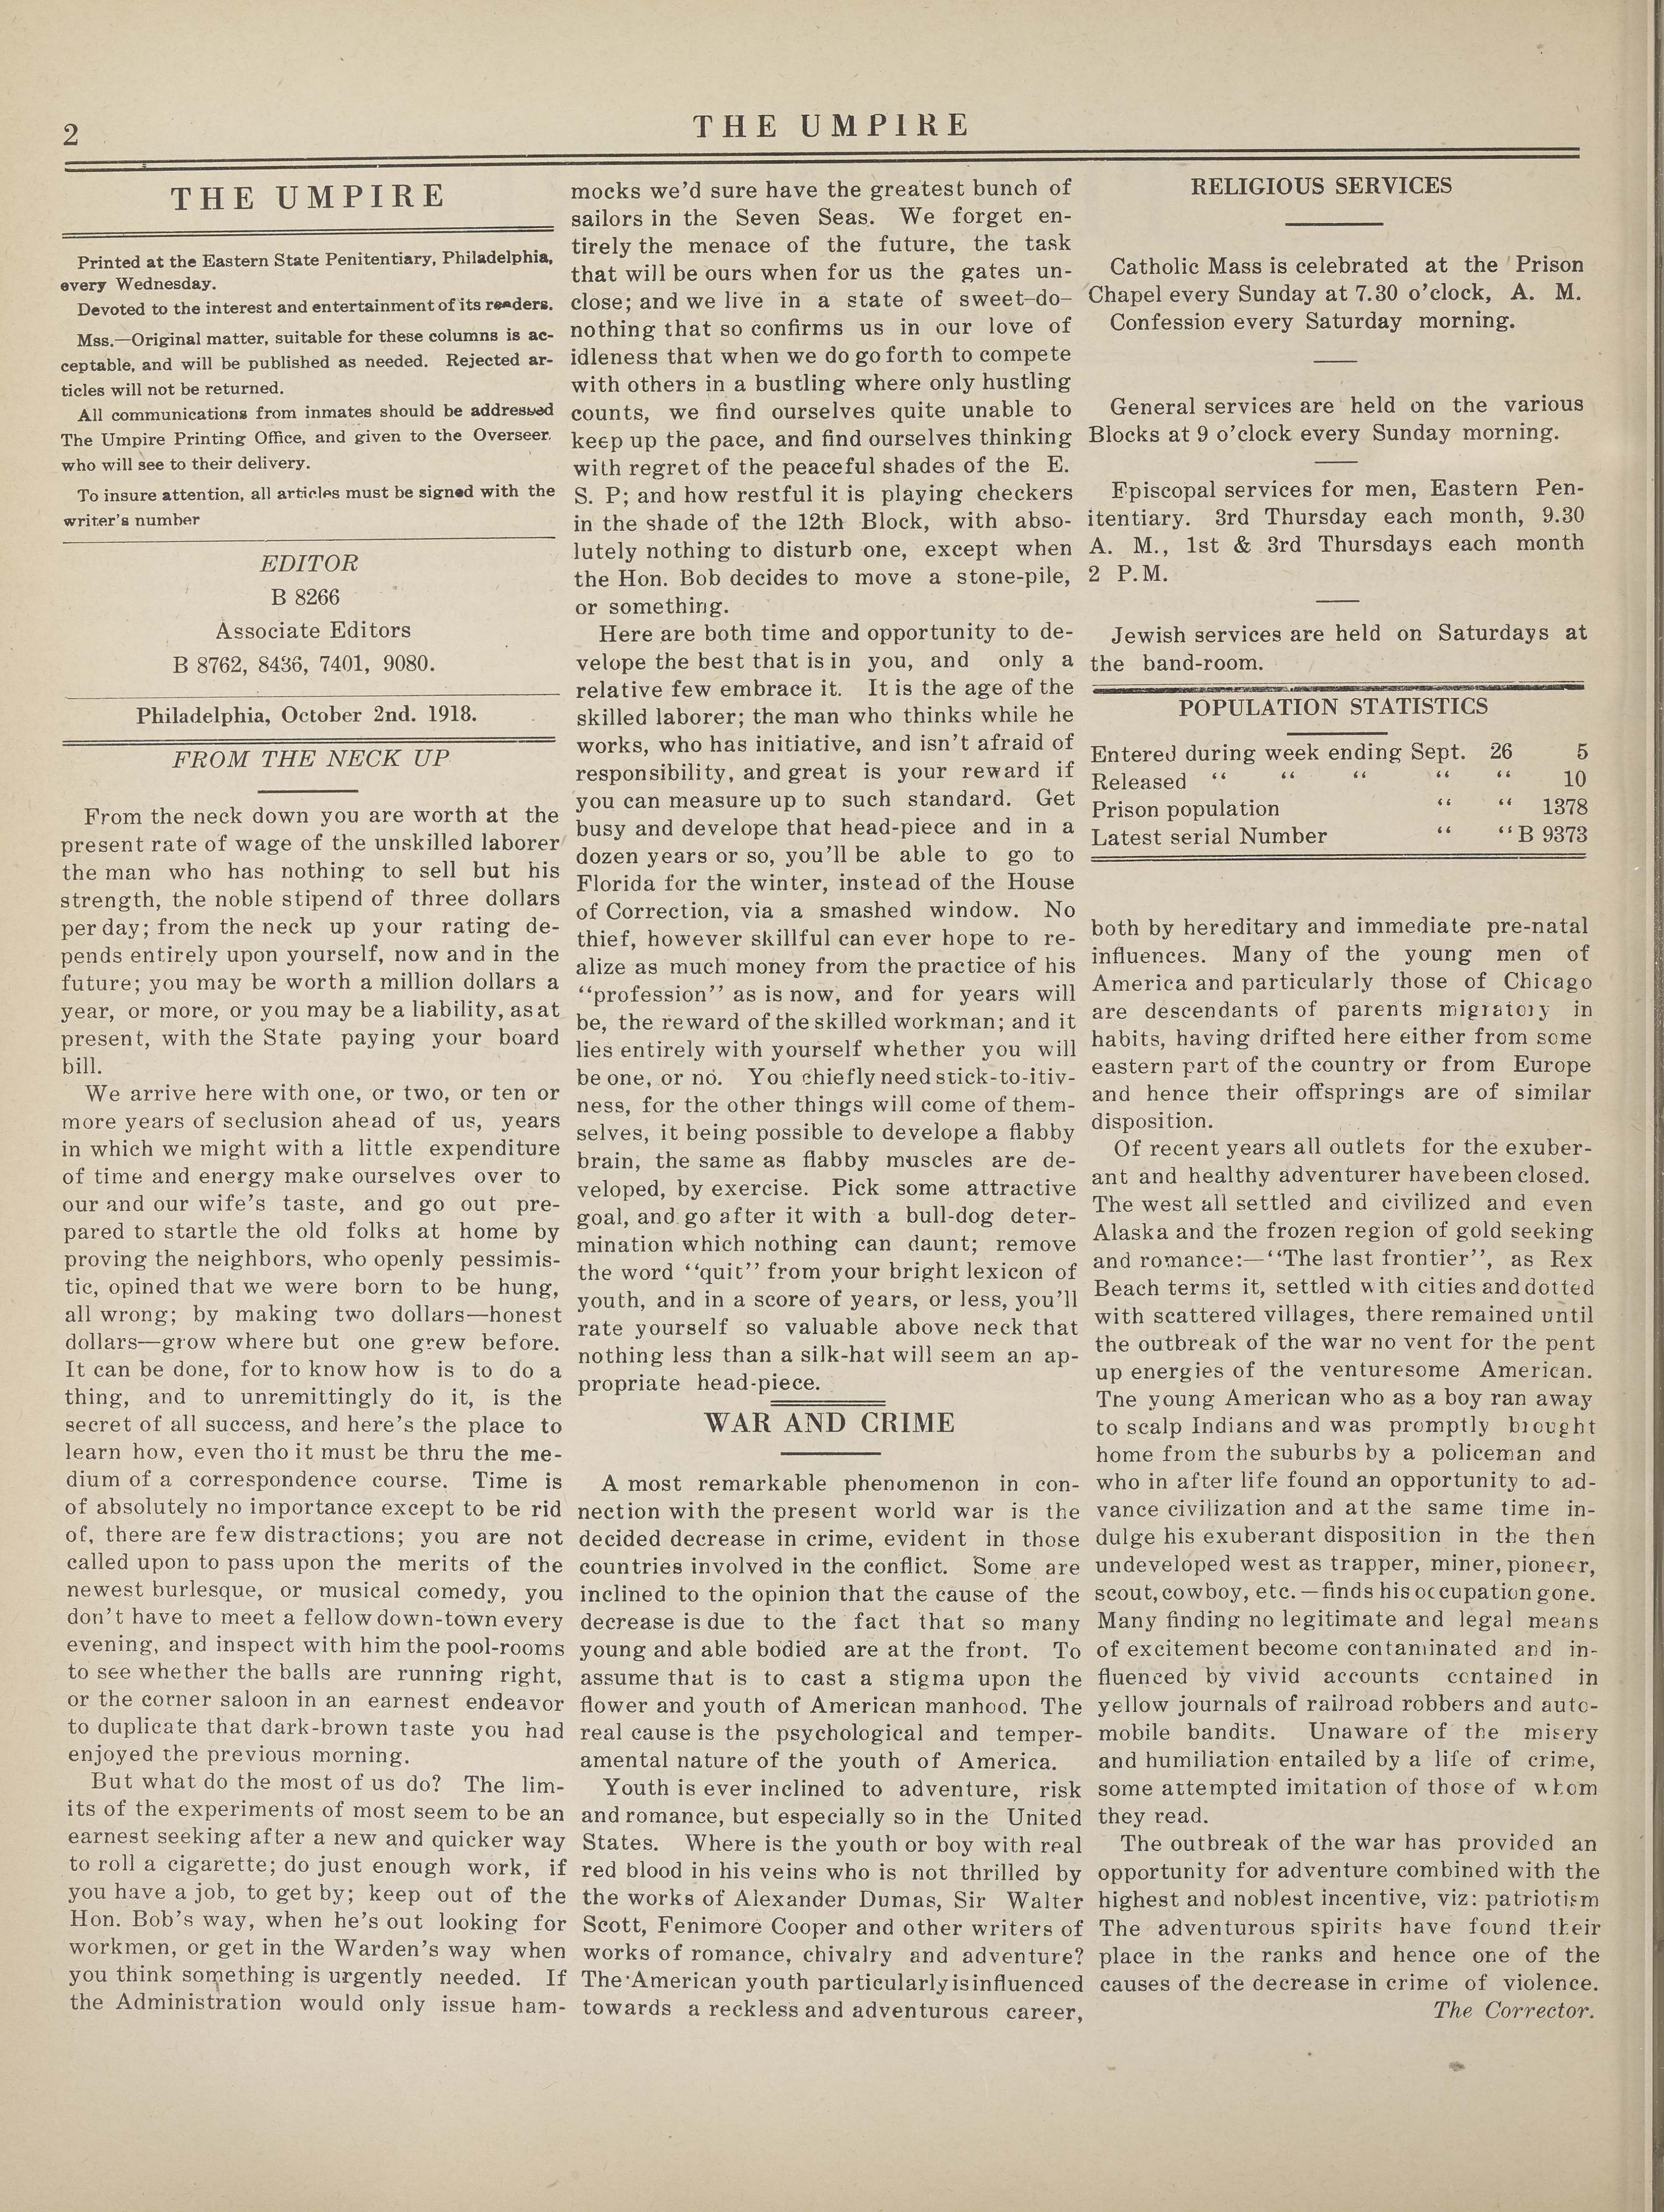 2
THE UMPIRE
THE UMPIRE
Printed at the Eastern State Penitentiary, Philadelphia,
every Wednesday.
Devoted to the interest and entertainment of its readers.
Mss.—Original matter, suitable for these columns is ac-
ceptable, and will be published as needed. Rejected ar-
ticles will not be returned.
All communications from inmates should be addressed
The Umpire Printing Office, and given to the Overseer,
who will see to their delivery.
To insure attention, all articles must be signed with the
writer's number
EDITOR
B 8266
Associate Editors
B 8762, 8436, 7401, 9080.
Philadelphia, October 2nd. 1918.
FROM THE NECK UP
From the neck down you are worth at the
present rate of wage of the unskilled laborer
the man who has nothing to sell but his
strength, the noble stipend of three dollars
per day; from the neck up your rating de-
pends entirely upon yourself, now and in the
future; you may be worth a million dollars a
year, or more, or you may be a liability, as at
present, with the State paying your board
bill.
We arrive here with one, or two, or ten or
more years of seclusion ahead of us, years
in which we might with a little expenditure
of time and energy make ourselves over to
our and our wife's taste, and go out pre-
pared to startle the old folks at home by
proving the neighbors, who openly pessimis-
tic, opined that we were born to be hung,
all wrong; by making two dollars—honest
dollars—grow where but one grew before.
It can be done, for to know how is to do a
thing, and to unremittingly do it, is the
secret of all success, and here's the place to
learn how, even tho it must be thru the me-
dium of a correspondence course. Time is
of absolutely no importance except to be rid
of, there are few distractions; you are not
called upon to pass upon the merits of the
newest burlesque, or musical comedy, you
don't have to meet a fellow down-town every
evening, and inspect with him the pool-rooms
to see whether the balls are running right,
or the corner saloon in an earnest endeavor
to duplicate that dark-brown taste you had
enjoyed the previous morning.
But what do the most of us do? The lim-
its of the experiments of most seem to be an
earnest seeking after a new and quicker way
to roll a cigarette; do just enough work, if
you have a job, to get by; keep out of the
Hon. Bob's way, when he's out looking for
workmen, or get in the Warden's way when
you think something is urgently needed. If
the Administration would only issue ham-
mocks we'd sure have the greatest bunch of
sailors in the Seven Seas. We forget en-
tirely the menace of the future, the task
that will be ours when for us the gates un-
close; and we live in a state of sweet-do-
nothing that so confirms us in our love of
idleness that when we do go forth to compete
with others in a bustling where only hustling
counts, we find ourselves quite unable to
keep up the pace, and find ourselves thinking
with regret of the peaceful shades of the E.
S. P; and how restful it is playing checkers
in the shade of the 12th Block, with abso-
lutely nothing to disturb one, except when
the Hon. Bob decides to move a stone-pile,
or something.
Here are both time and opportunity to de-
velope the best that is in you, and only a
relative few embrace it. It is the age of the
skilled laborer; the man who thinks while he
works, who has initiative, and isn't afraid of
responsibility, and great is your reward if
you can measure up to such standard. Get
busy and develope that head-piece and in a
dozen years or so, you'll be able to go to
Florida for the winter, instead of the House
of Correction, via a smashed window. No
thief, however skillful can ever hope to re-
alize as much money from the practice of his
"profession" as is now, and for years will
be, the reward of the skilled workman; and it
lies entirely with yourself whether you will
be one, or no. You chiefly need stick-to-itiv-
ness, for the other things will come of them-
selves, it being possible to develope a flabby
brain, the same as flabby muscles are de-
veloped, by exercise. Pick some attractive
goal, and go after it with a bull-dog deter-
mination which nothing can daunt; remove
the word "quit" from your bright lexicon of
youth, and in a score of years, or less, you'll
rate yourself so valuable above neck that
nothing less than a silk-hat will seem an ap-
propriate head-piece.
WAR AND CRIME
A most remarkable phenomenon in con-
nection with the present world war is the
decided decrease in crime, evident in those
countries involved in the conflict. Some are
inclined to the opinion that the cause of the
decrease is due to the fact that so many
young and able bodied are at the front. To
assume that is to cast a stigma upon the
flower and youth of American manhood. The
real cause is the psychological and temper-
amental nature of the youth of America.
Youth is ever inclined to adventure, risk
and romance, but especially so in the United
States. Where is the youth or boy with real
red blood in his veins who is not thrilled by
the works of Alexander Dumas, Sir Walter
Scott, Fenimore Cooper and other writers of
works of romance, chivalry and adventure?
The American youth particularly is influenced
towards a reckless and adventurous career,
RELIGIOUS SERVICES
Catholic Mass is celebrated at the Prison
Chapel every Sunday at 7.30 o'clock, A. M.
Confession every Saturday morning.
General services are held on the various
Blocks at 9 o'clock every Sunday morning.
Episcopal services for men, Eastern Pen-
itentiary. 3rd Thursday each month, 9.30
A. M., 1st & 3rd Thursdays each month
2 P.M.
Jewish services are held on Saturdays at
the band-room.
POPULATION STATISTICS
Entered during week ending Sept. 26 5
Released " " " " " 10
Prison population " " 1378
Latest serial Number " " B 9373
both by hereditary and immediate pre-natal
influences. Many of the young men of
America and particularly those of Chicago
are descendants of parents migratory in
habits, having drifted here either from some
eastern part of the country or from Europe
and hence their offsprings are of similar
disposition.
Of recent years all outlets for the exuber-
ant and healthy adventurer have been closed.
The west all settled and civilized and even
Alaska and the frozen region of gold seeking
and romance:—"The last frontier", as Rex
Beach terms it, settled with cities and dotted
with scattered villages, there remained until
the outbreak of the war no vent for the pent
up energies of the venturesome American.
Tne young American who as a boy ran away
to scalp Indians and was promptly brought
home from the suburbs by a policeman and
who in after life found an opportunity to ad-
vance civilization and at the same time in-
dulge his exuberant disposition in the then
undeveloped west as trapper, miner, pioneer,
scout, cowboy, etc.—finds his occupation gone.
Many finding no legitimate and legal means
of excitement become contaminated and in-
fluenced by vivid accounts contained in
yellow journals of railroad robbers and auto-
mobile bandits. Unaware of the misery
and humiliation entailed by a life of crime,
some attempted imitation of those of whom
they read.
The outbreak of the war has provided an
opportunity for adventure combined with the
highest and noblest incentive, viz: patriotism
The adventurous spirits have found their
place in the ranks and hence one of the
causes of the decrease in crime of violence.
The Corrector.